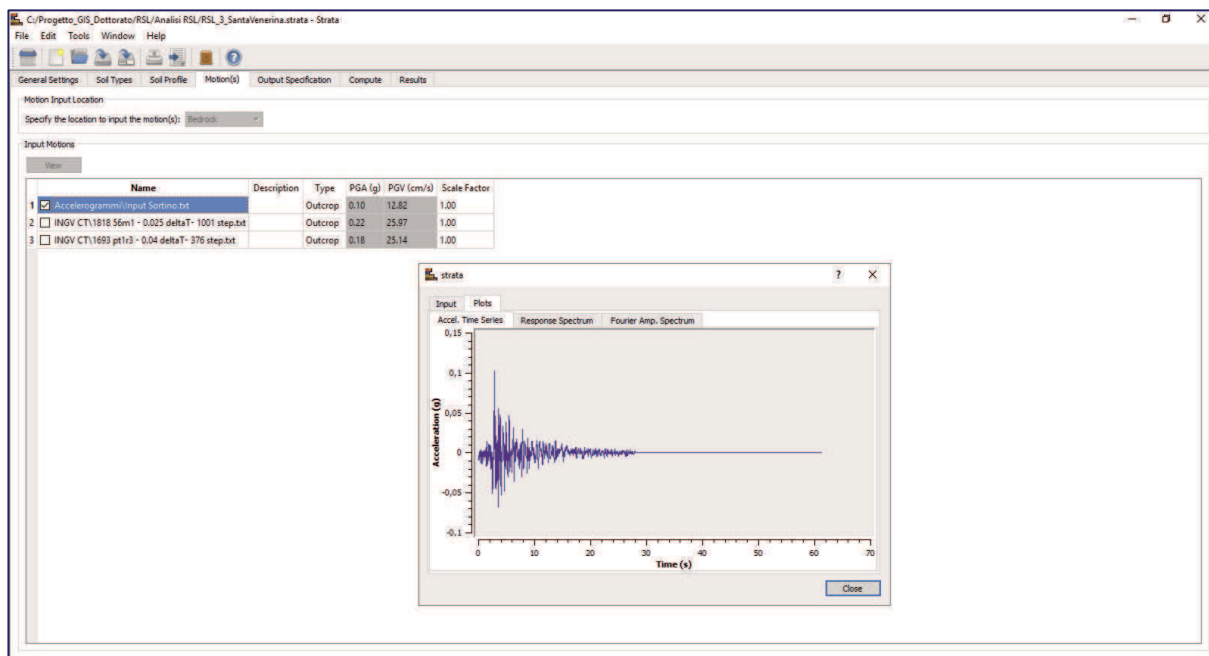 C:/Progetto_GIS_Dottorato/RSL/Analisi RSL/RSL_3_SantaVenerina.strata - Strata
File Edit Tools Window Help
General Settings Soil Types Soil Profile Motion(s) Output Specification Compute Results
Motion Input Location
Specify the location to input the motion(s): Bedrock
Input Motions
View
Name Description Type PGA (g) PGV (cm/s) Scale Factor
1 Accelerogrammi\Input Sortino.txt Outcrop 0.10 12.82 1.00
2 INGV CT\1818 56m1 - 0.025 deltaT- 1001 step.txt Outcrop 0.22 25.97 1.00
3 INGV CT\1693 pt1r3 - 0.04 deltaT- 376 step.txt Outcrop 0.18 25.14 1.00
strata
Input Plots
Accel. Time Series Response Spectrum Fourier Amp. Spectrum
0,15
0,1
0,05
0
-0,05
-0,1
Acceleration (g)
0 10 20 30 40 50 60 70
Time (s)
Close